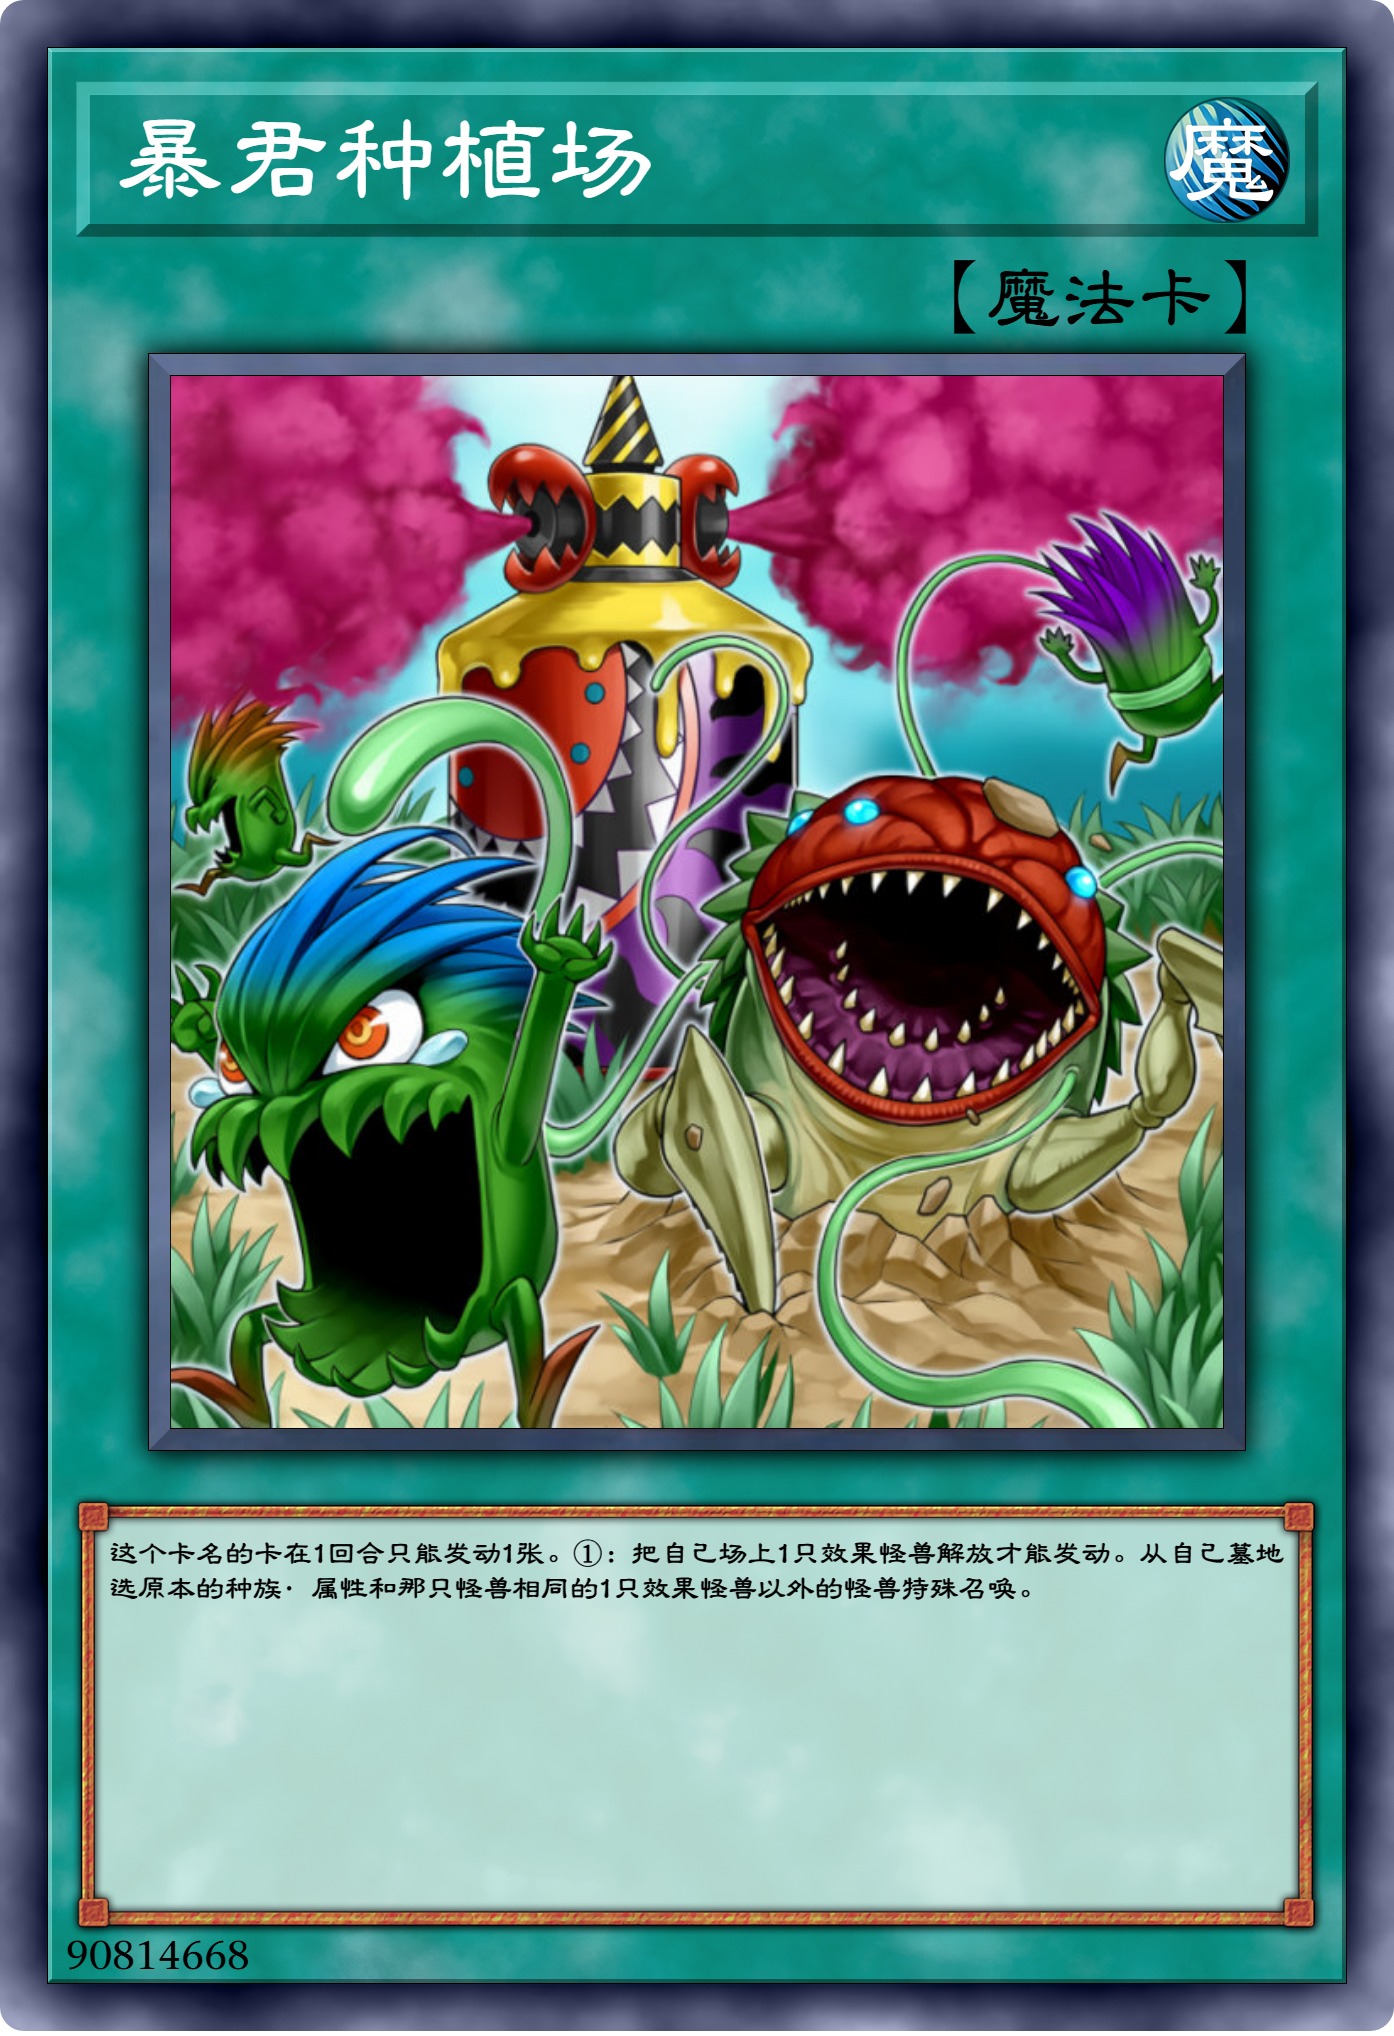 暴君种植场
魔
【魔法卡】
这个卡名的卡在1回合只能发动1张。①：把自己场上1只效果怪兽解放才能发动。从自己墓地
选原本的种族·属性和那只怪兽相同的1只效果怪兽以外的怪兽特殊召唤。
90814668